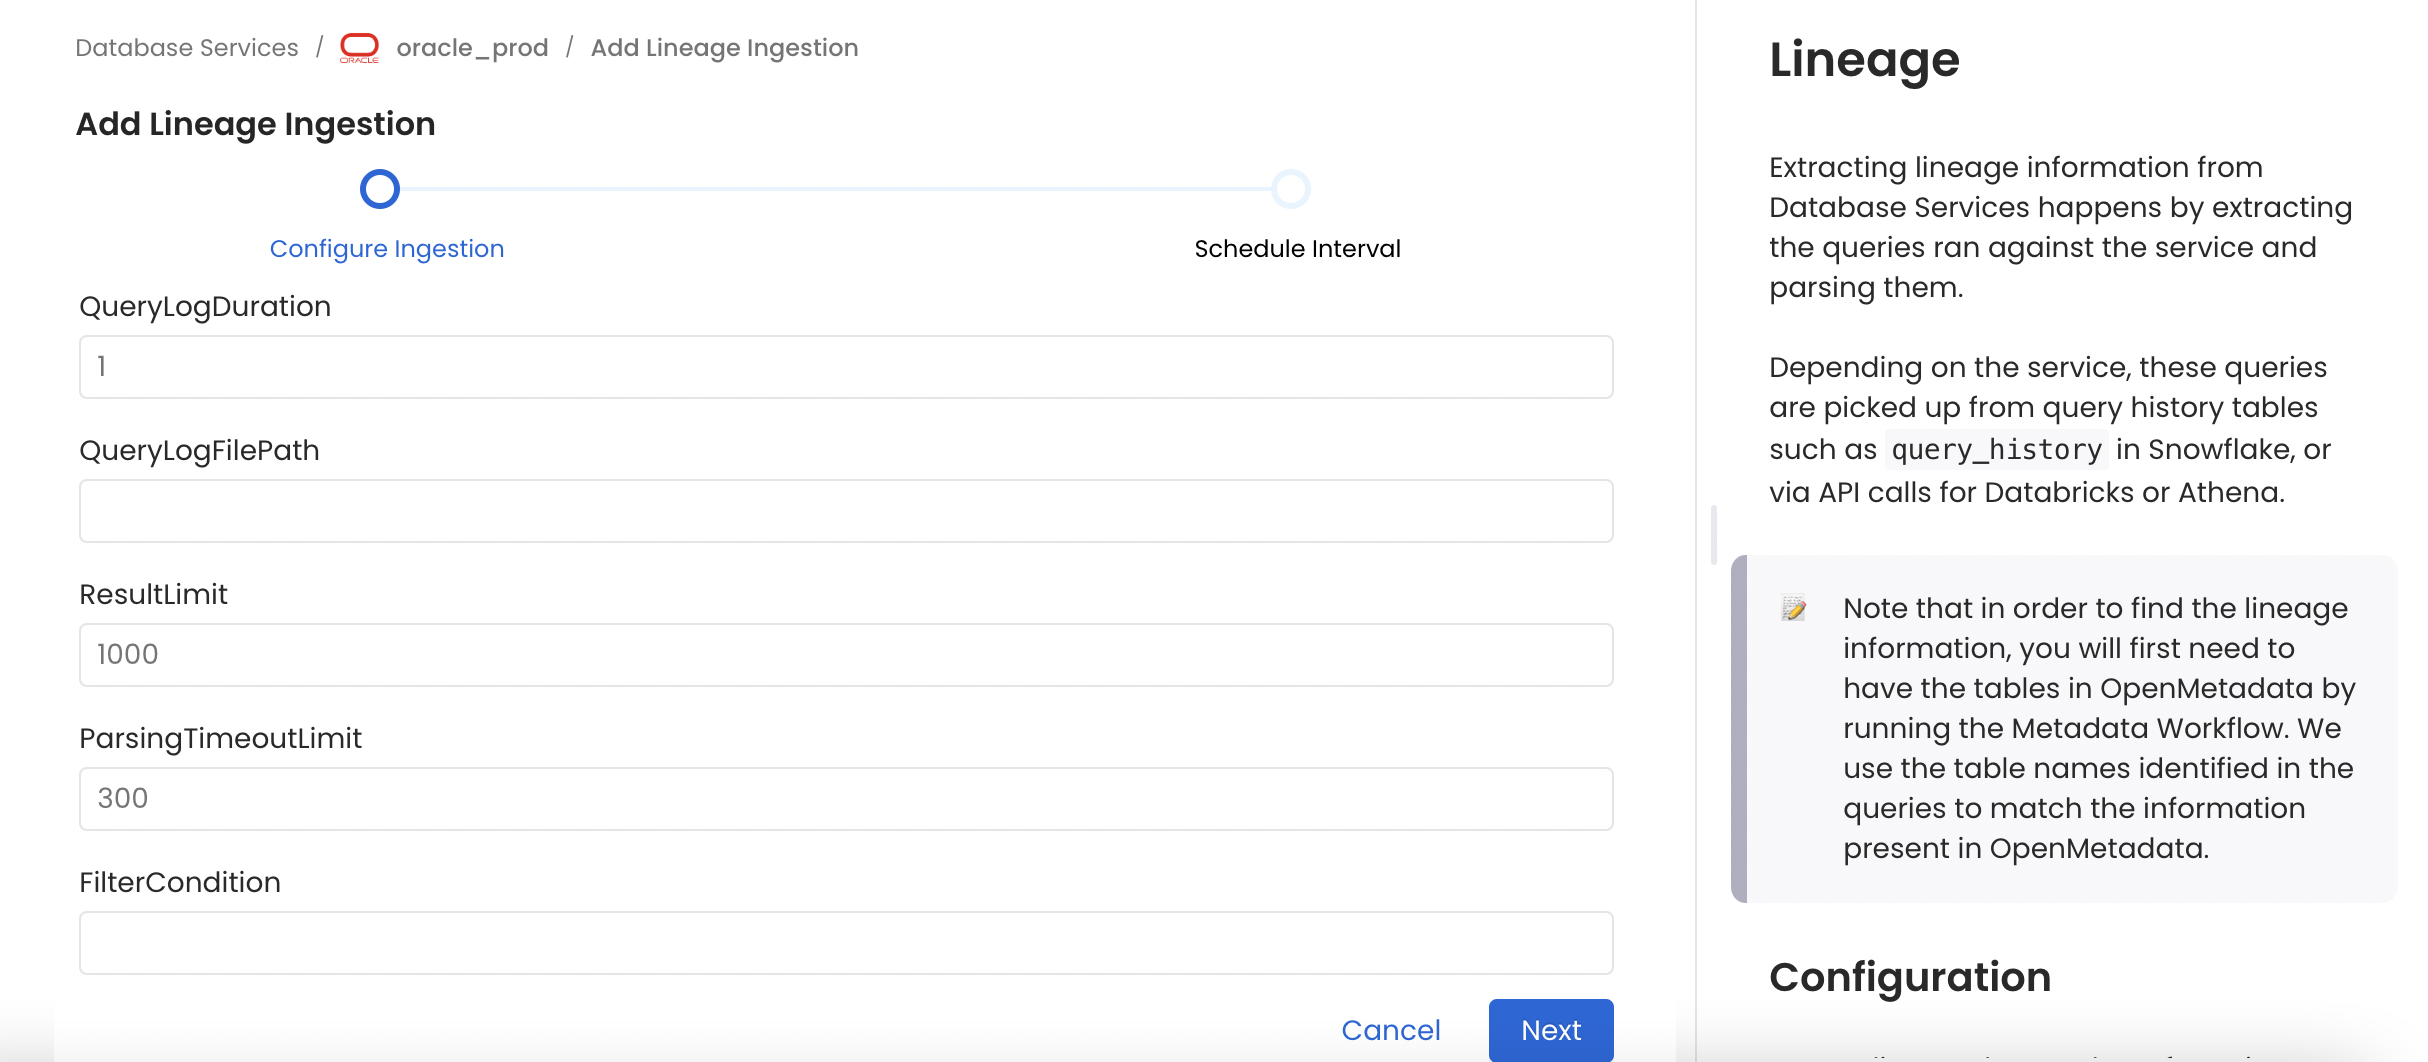 Database Services / ORACLE oracle_prod / Add Lineage Ingestion
Add Lineage Ingestion
Configure Ingestion
Schedule Interval
QueryLogDuration
1
QueryLogFilePath
ResultLimit
1000
ParsingTimeoutLimit
300
FilterCondition
Cancel
Next
Lineage
Extracting lineage information from
Database Services happens by extracting
the queries ran against the service and
parsing them.
Depending on the service, these queries
are picked up from query history tables
such as query_history in Snowflake, or
via API calls for Databricks or Athena.
Note that in order to find the lineage
information, you will first need to
have the tables in OpenMetadata by
running the Metadata Workflow. We
use the table names identified in the
queries to match the information
present in OpenMetadata.
Configuration